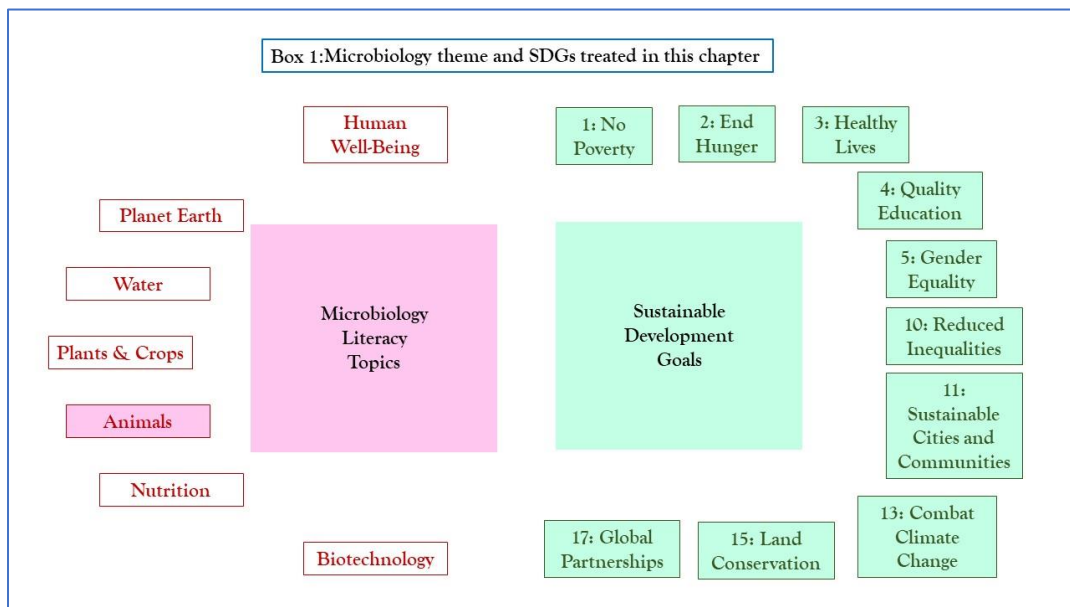 Box 1:Microbiology theme and SDGs treated in this chapter
Human
Well-Being
Planet Earth
Water
Plants & Crops
Animals
Nutrition
Biotechnology
Microbiology
Literacy
Topics
Sustainable
Development
Goals
1: No
Poverty
2: End
Hunger
3: Healthy
Lives
4: Quality
Education
5: Gender
Equality
10: Reduced
Inequalities
11:
Sustainable
Cities and
Communities
13: Combat
Climate
Change
15: Land
Conservation
17: Global
Partnerships